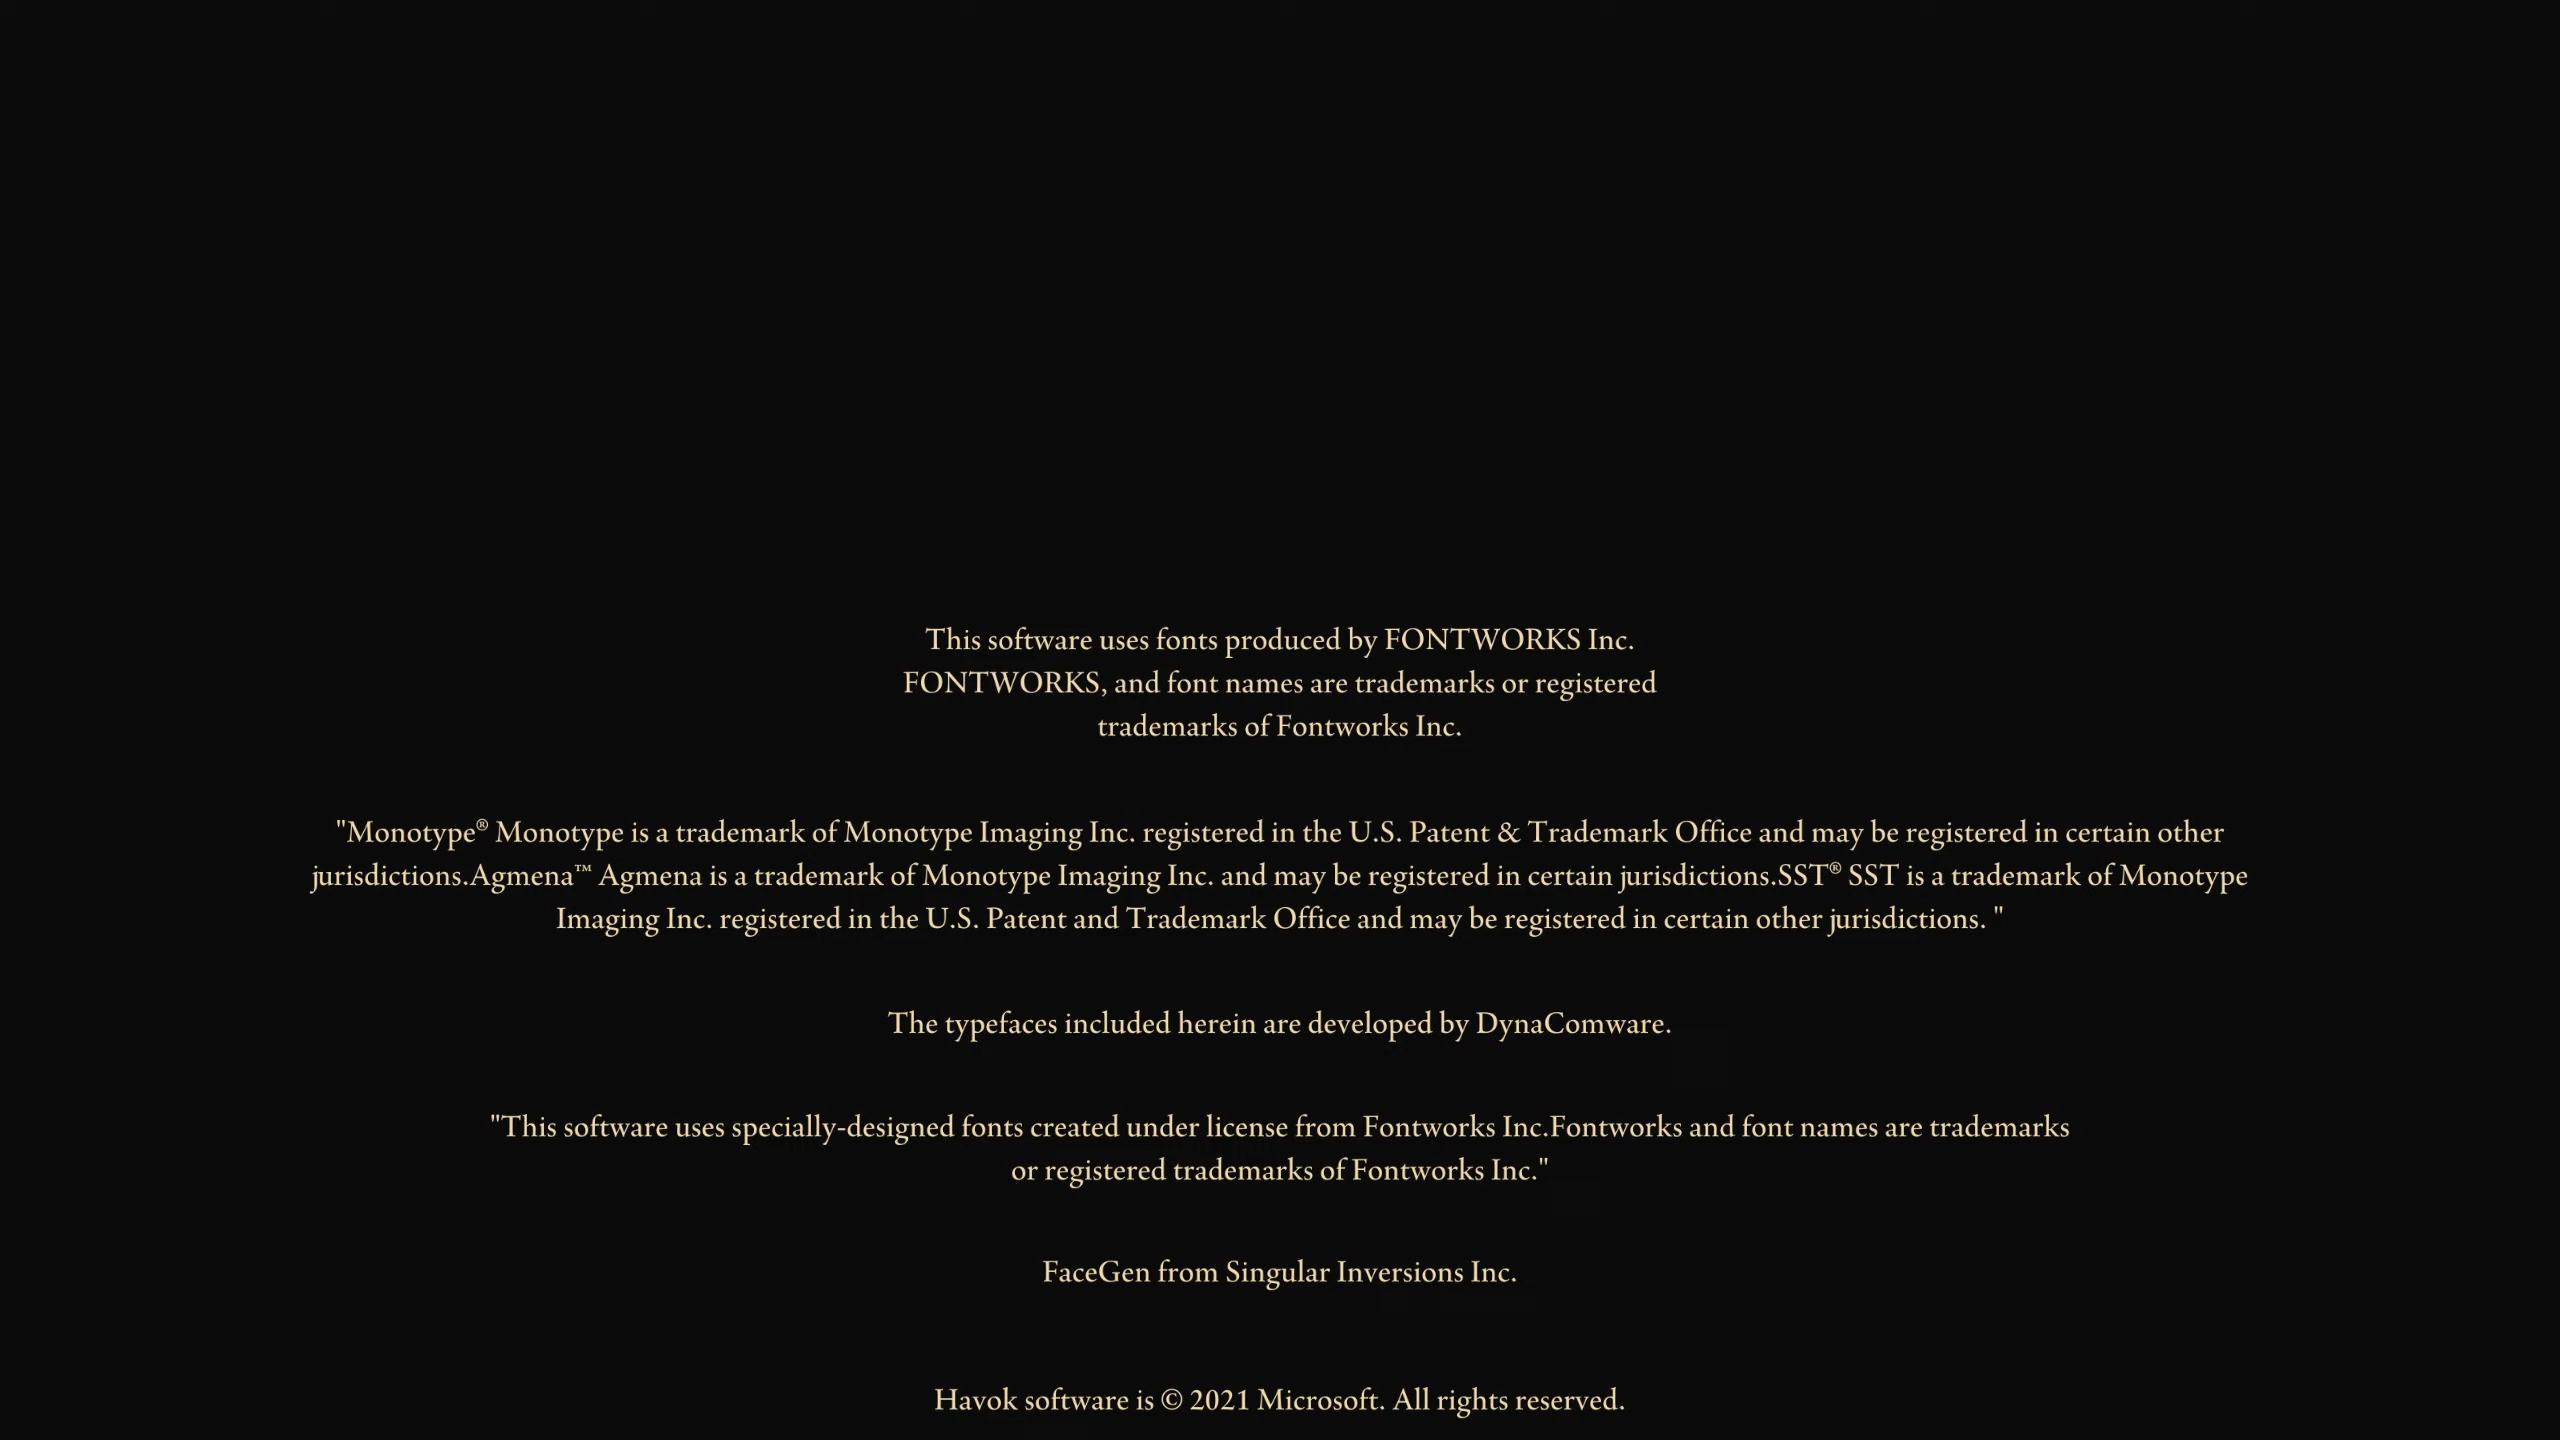 This software uses fonts produced by FONTWORKS Inc.
FONTWORKS, and font names are trademarks or registered
trademarks of Fontworks Inc.
"Monotype® Monotype is a trademark of Monotype Imaging Inc. registered in the U.S. Patent & Trademark Office and may be registered in certain other
jurisdictions.Agmena™ Agmena is a trademark of Monotype Imaging Inc. and may be registered in certain jurisdictions.SST® SST is a trademark of Monotype
Imaging Inc. registered in the U.S. Patent and Trademark Office and may be registered in certain other jurisdictions. "
The typefaces included herein are developed by DynaComware.
"This software uses specially-designed fonts created under license from Fontworks Inc.Fontworks and font names are trademarks
or registered trademarks of Fontworks Inc."
FaceGen from Singular Inversions Inc.
Havok software is © 2021 Microsoft. All rights reserved.